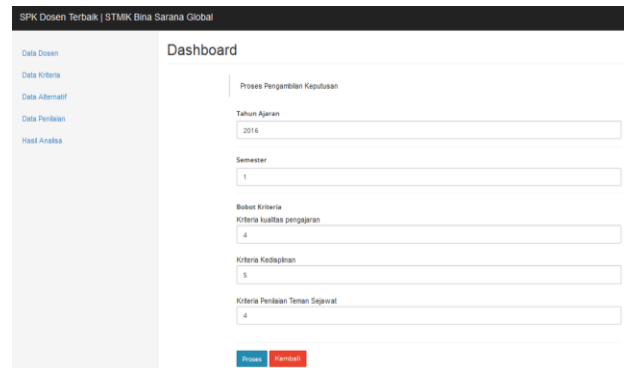 SPK Dosen Terbaik | STMIK Bina Sarana Global
Data Dosen
Data Kriteria
Data Alternatif
Data Penilaian
Hasil Analisa
Dashboard
Proses Pengambilan Keputusan
Tahun Ajaran
2016
Semester
1
Bobot Kriteria
Kriteria kualitas pengajaran
4
Kriteria Kedisplinan
5
Kriteria Penilaian Teman Sejawat
4
Proses Kembali